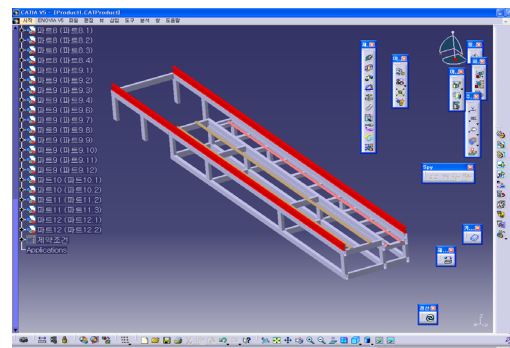 CATIA V5 - [Product1.CATProduct]
시작 ENOVIA V5 파일 편집 뷰 삽입 도구 분석 창 도움말
파트8 (파트8.1)
파트8 (파트8.2)
파트8 (파트8.3)
파트8 (파트8.4)
파트9 (파트9.1)
파트9 (파트9.2)
파트9 (파트9.3)
파트9 (파트9.4)
파트9 (파트9.6)
파트9 (파트9.7)
파트9 (파트9.8)
파트9 (파트9.9)
파트9 (파트9.10)
파트9 (파트9.11)
파트9 (파트9.12)
파트10 (파트10.1)
파트10 (파트10.2)
파트11 (파트11.2)
파트11 (파트11.3)
파트12 (파트12.1)
파트12 (파트12.2)
제약조건
Applications
Spy